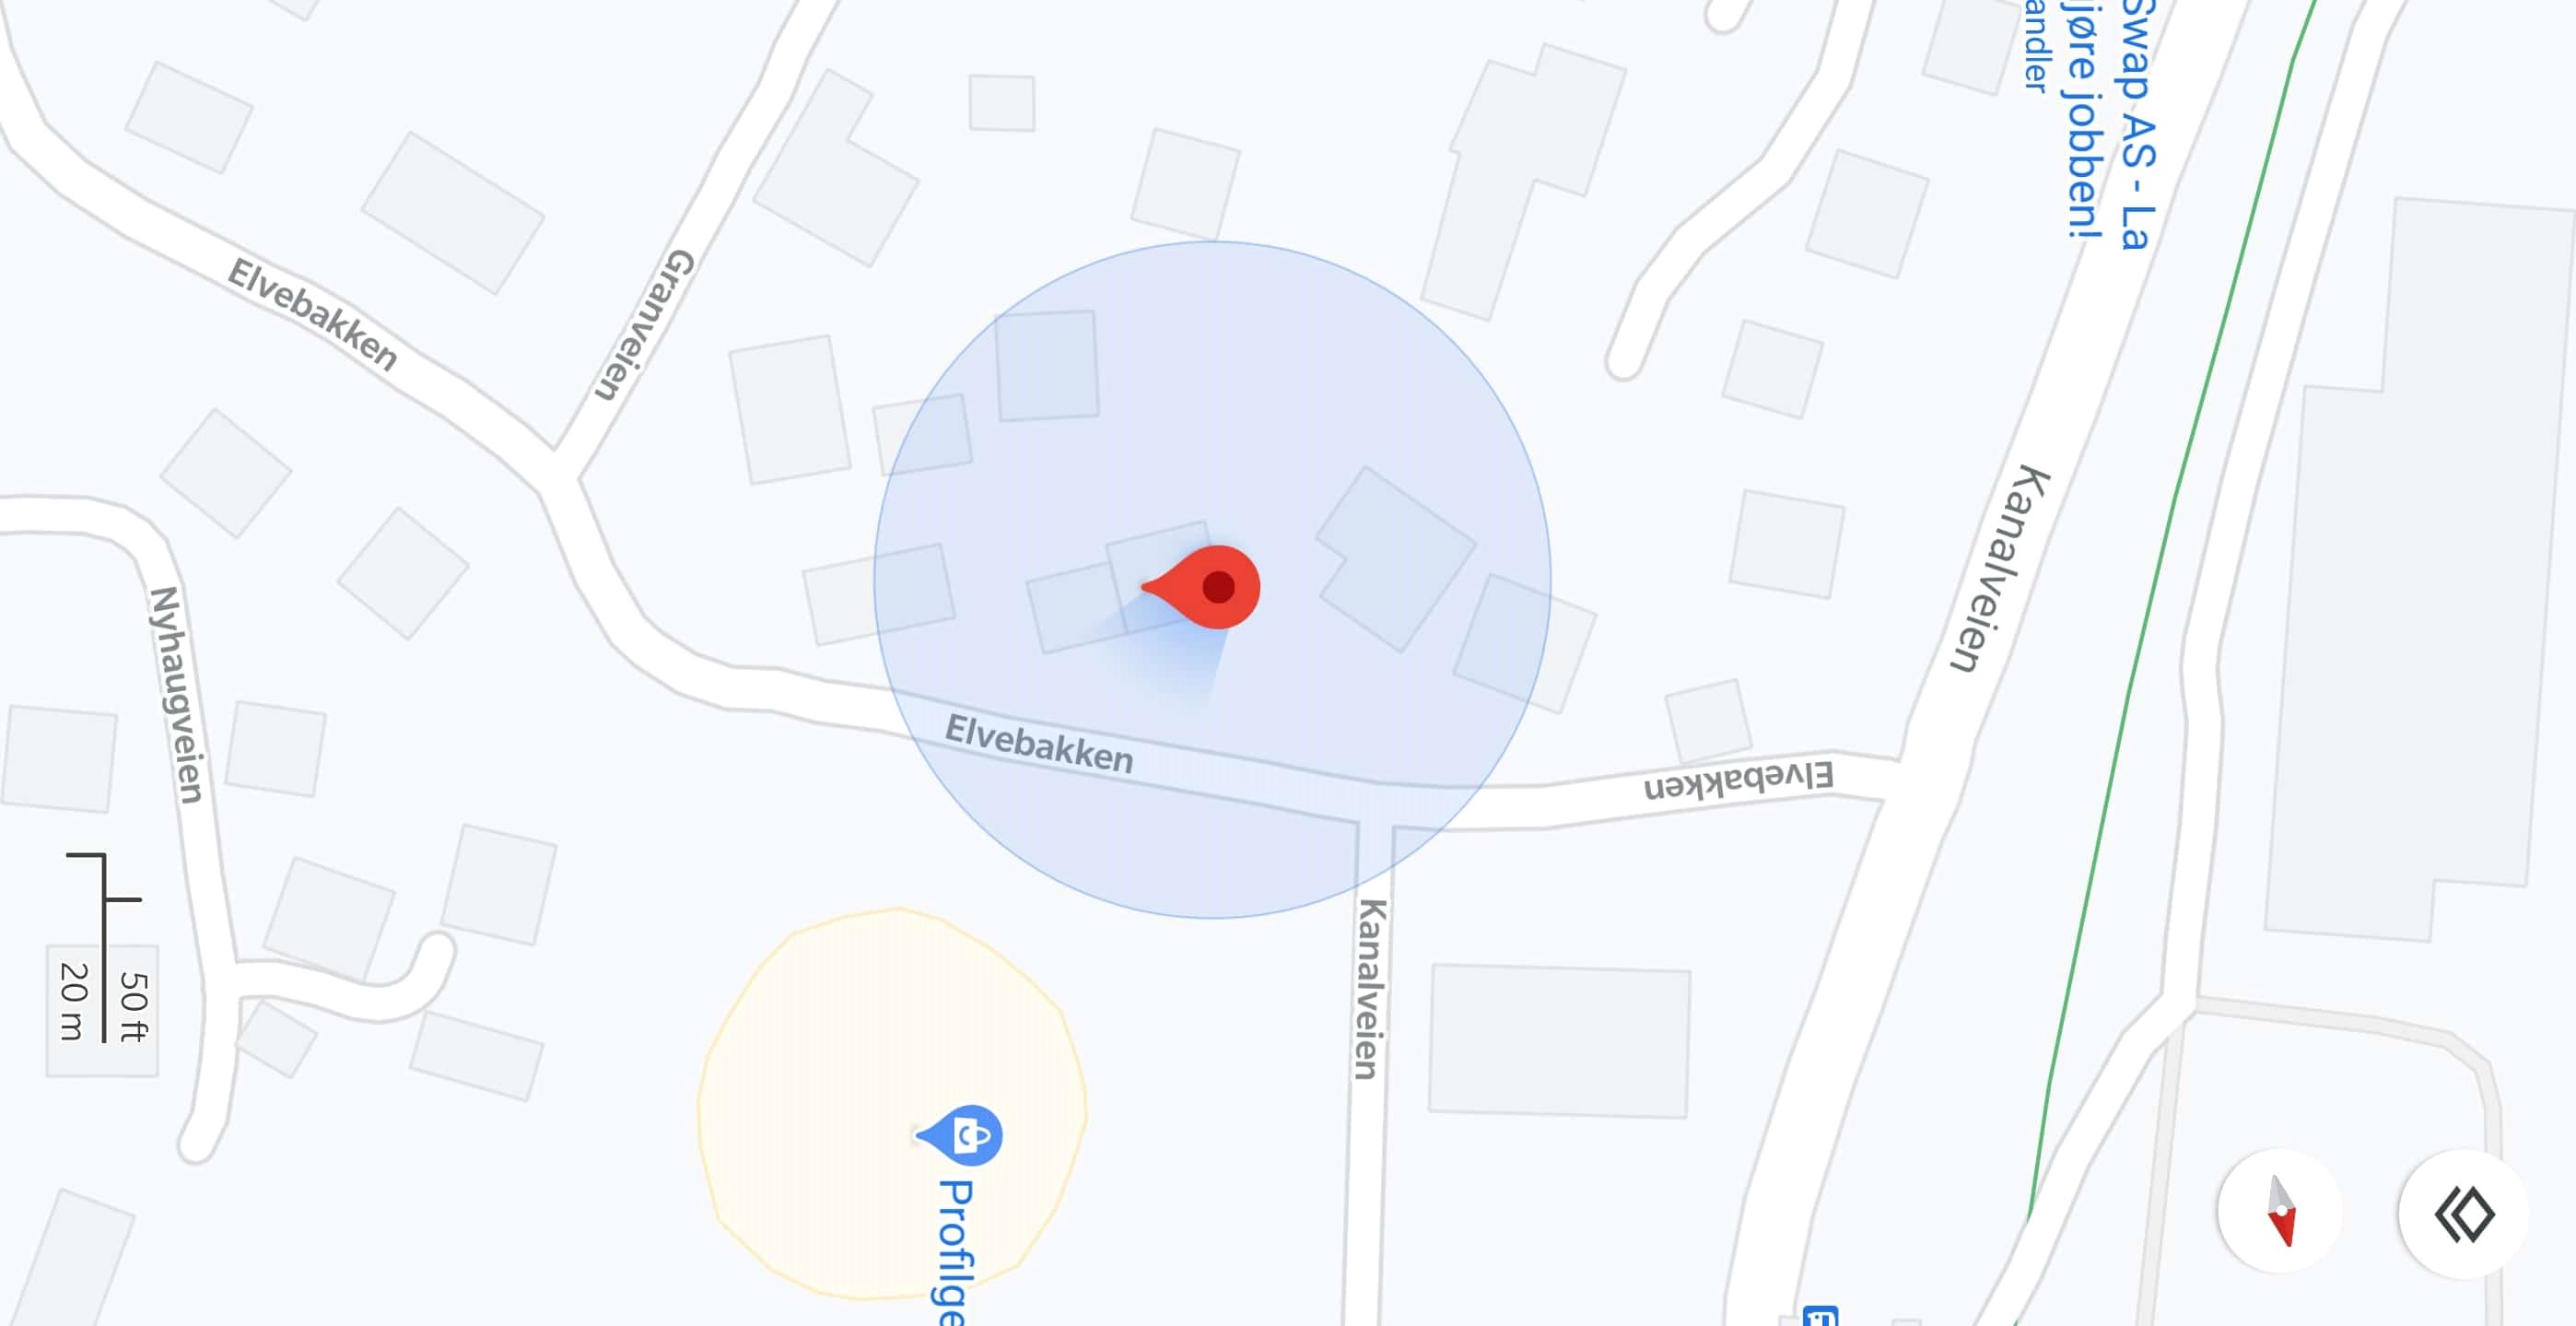 Swap AS - La
jøre jobben!
andler
Granveien
Elvebakken
Kanalveien
Nyhaugveien
Elvebakken
Elvebakken
Kanalveien
50 ft
20 m
Profilge